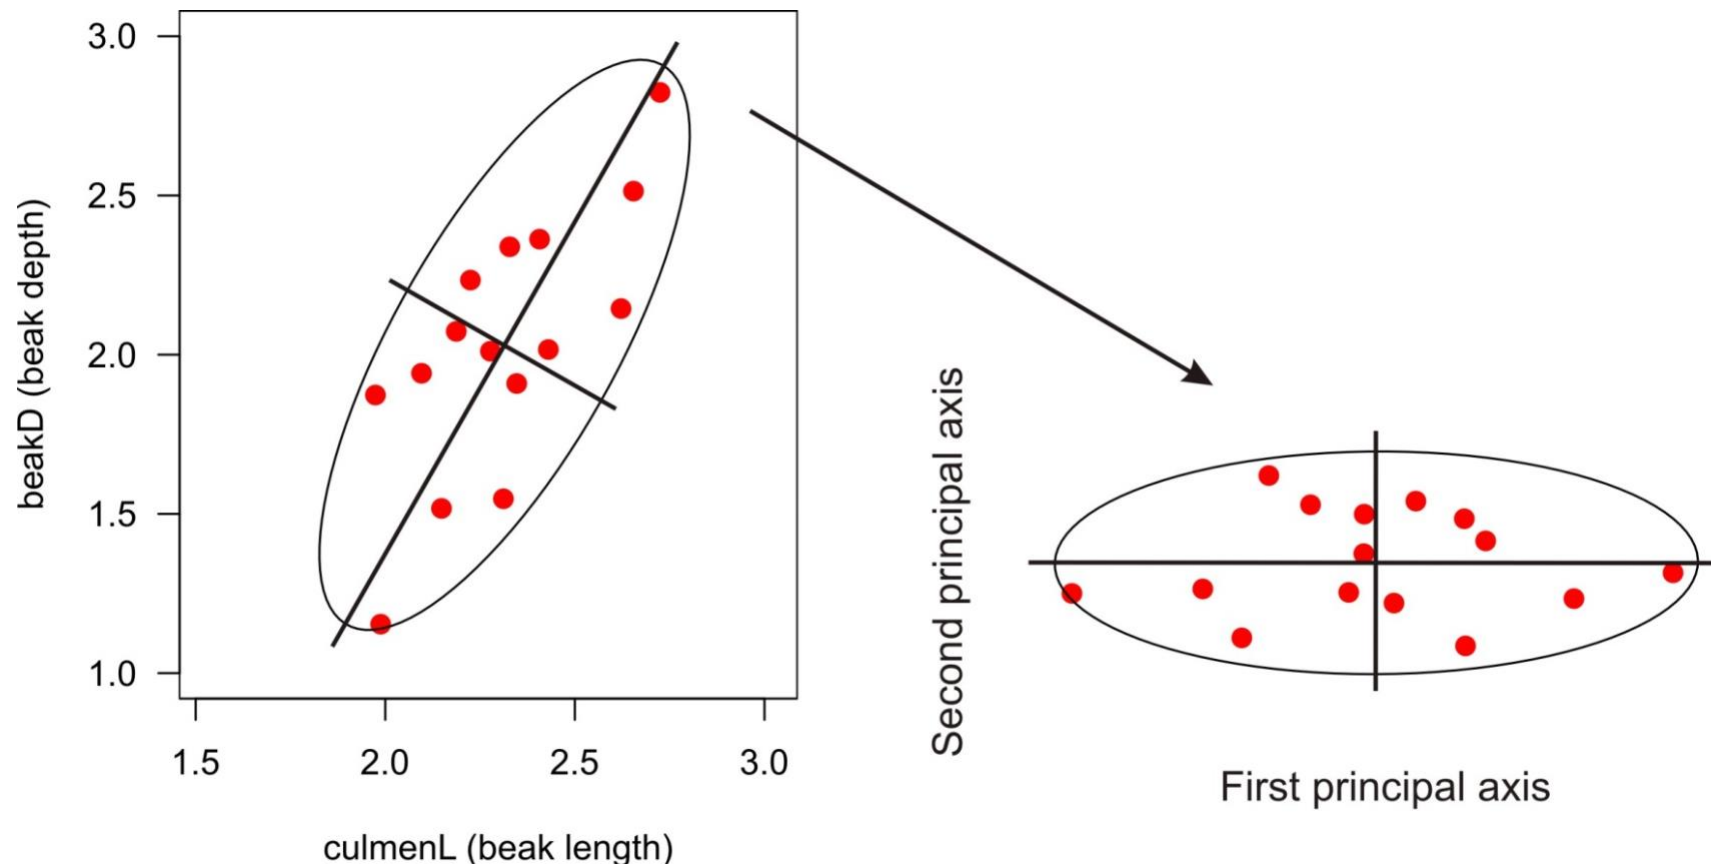 beakD (beak depth)
3.0
2.5
2.0
1.5
1.0
1.5 2.0 2.5 3.0
culmenL (beak length)
Second principal axis
First principal axis